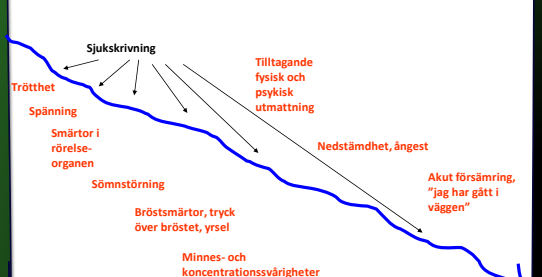 Sjukskrivning
Tilltagande
fysisk och
psykisk
utmattning
Trötthet
Spänning
Smärtor i
rörelse-
organen
Nedstämdhet, ångest
Sömnstörning
Akut försämring,
”jag har gått i
väggen”
Bröstsmärtor, tryck
över bröstet, yrsel
Minnes- och
koncentrationssvårigheter